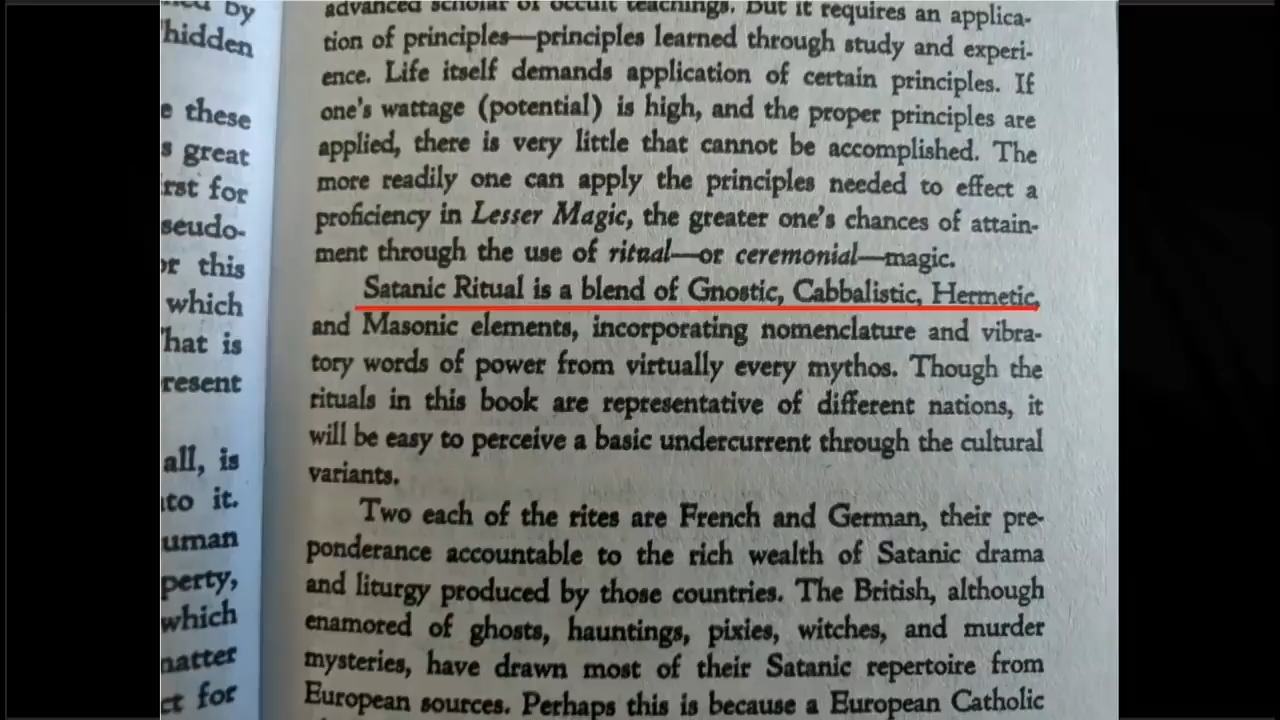 by
hidden
e these
s great
rst for
seudo-
or this
which
That is
resent
all, is
to it.
uman
perty,
which
natter
ct for
advanced scholar of occult teachings. But it requires an applica-
tion of principles—principles learned through study and experi-
ence. Life itself demands application of certain principles. If
one's wattage (potential) is high, and the proper principles are
applied, there is very little that cannot be accomplished. The
more readily one can apply the principles needed to effect a
proficiency in Lesser Magic, the greater one's chances of attain-
ment through the use of ritual—or ceremonial—magic.
Satanic Ritual is a blend of Gnostic, Cabbalistic, Hermetic,
and Masonic elements, incorporating nomenclature and vibra-
tory words of power from virtually every mythos. Though the
rituals in this book are representative of different nations, it
will be easy to perceive a basic undercurrent through the cultural
variants.
Two each of the rites are French and German, their pre-
ponderance accountable to the rich wealth of Satanic drama
and liturgy produced by those countries. The British, although
enamored of ghosts, hauntings, pixies, witches, and murder
mysteries, have drawn most of their Satanic repertoire from
European sources. Perhaps this is because a European Catholic